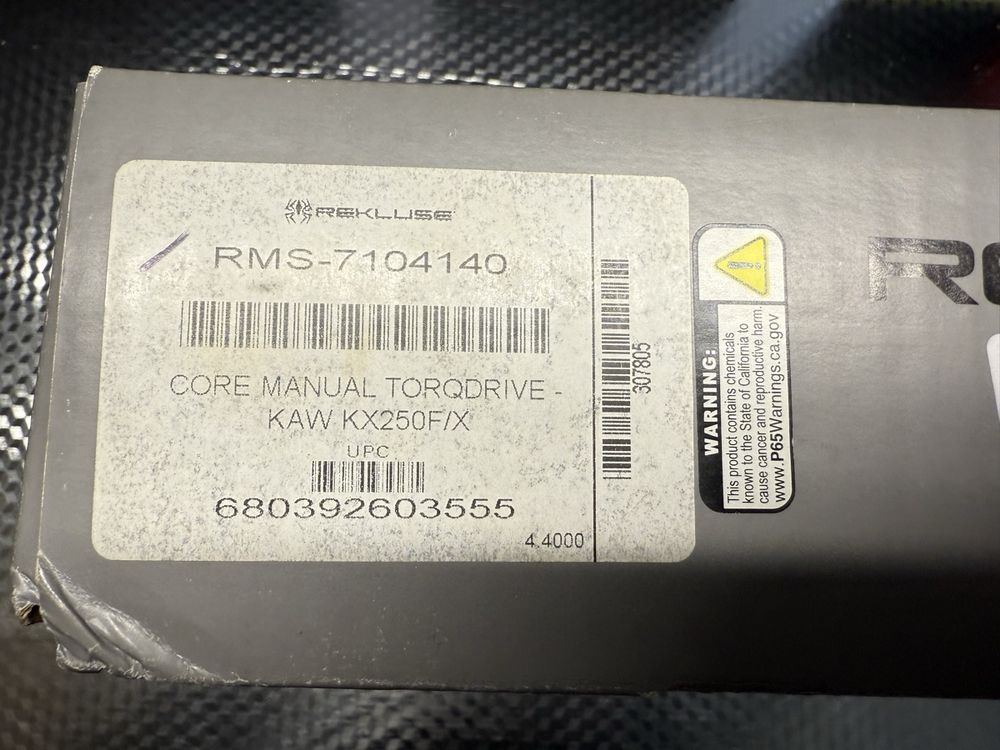 REKLUSE
RMS-7104140
CORE MANUAL TORQDRIVE -
KAW KX250F/X
UPC
680392603555
4.4000
307805
WARNING:
This product contains chemicals
known to the State of California to
cause cancer and reproductive harm.
www.P65Warnings.ca.gov